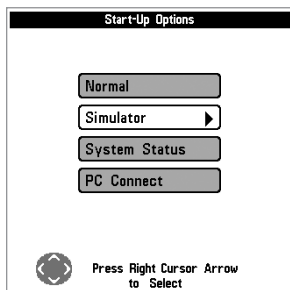 Start-Up Options
Normal
Simulator
System Status
PC Connect
Press Right Cursor Arrow
to Select